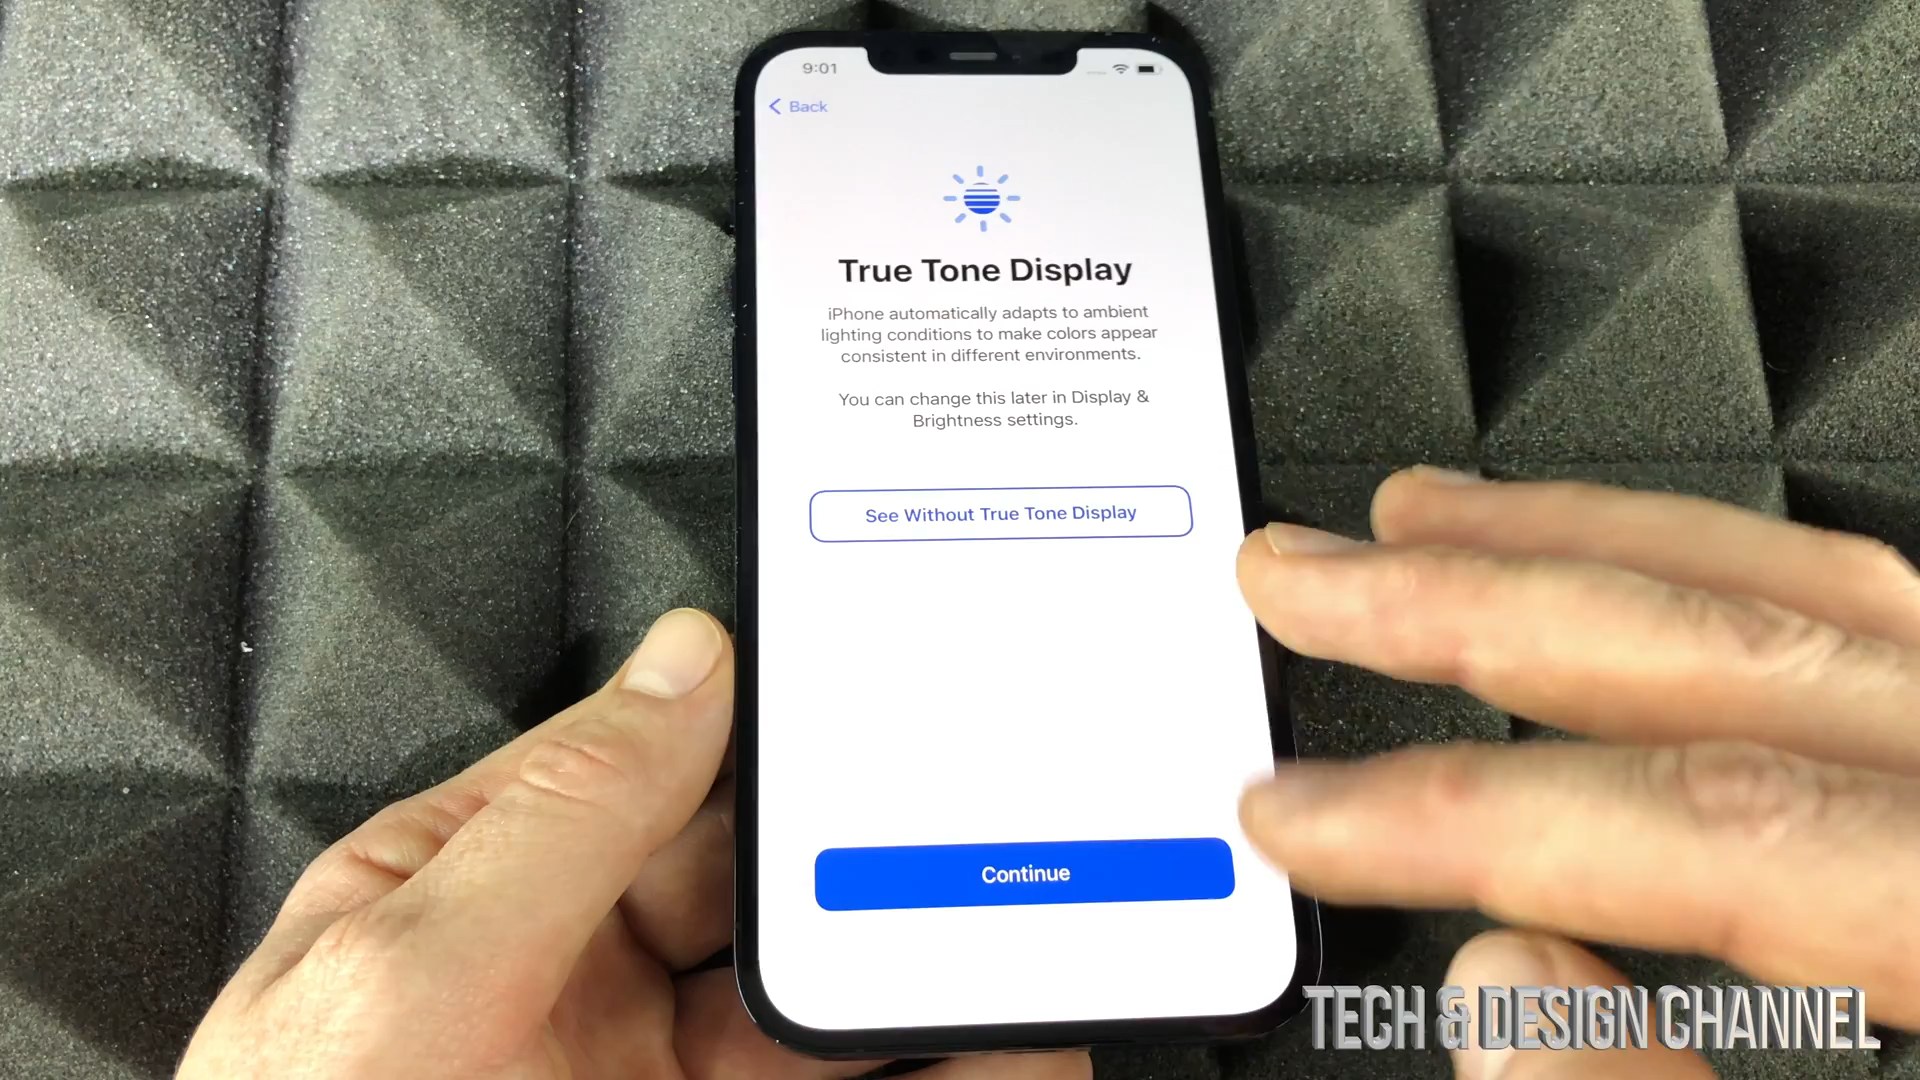 9:01
Back
True Tone Display
iPhone automatically adapts to ambient
lighting conditions to make colors appear
consistent in different environments.
You can change this later in Display &
Brightness settings.
See Without True Tone Display
Continue
TECH & DESIGN CHANNEL